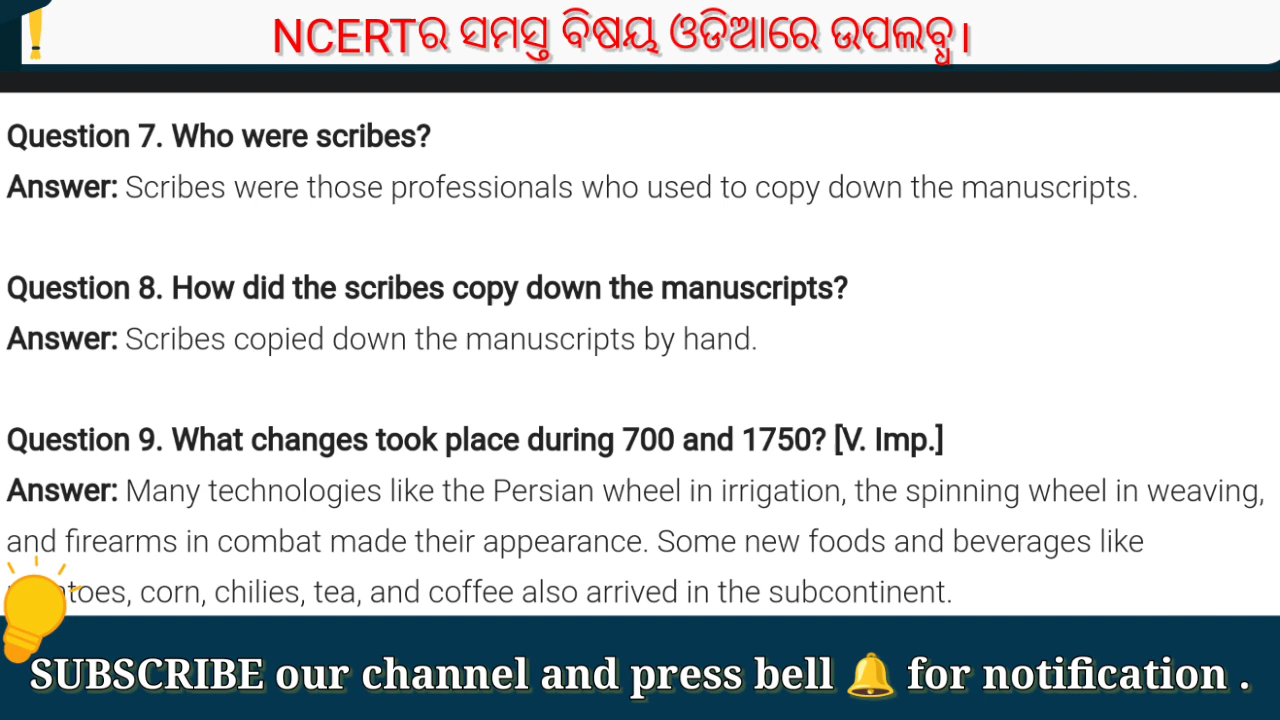 NCERTର ସମସ୍ତ ବିଷୟ ଓଡିଆରେ ଉପଲବ୍ଧ।
Question 7. Who were scribes?
Answer: Scribes were those professionals who used to copy down the manuscripts.
Question 8. How did the scribes copy down the manuscripts?
Answer: Scribes copied down the manuscripts by hand.
Question 9. What changes took place during 700 and 1750? [V. Imp.]
Answer: Many technologies like the Persian wheel in irrigation, the spinning wheel in weaving,
and firearms in combat made their appearance. Some new foods and beverages like
corn, chilies, tea, and coffee also arrived in the subcontinent.
SUBSCRIBE our channel and press bell 🔔 for notification .